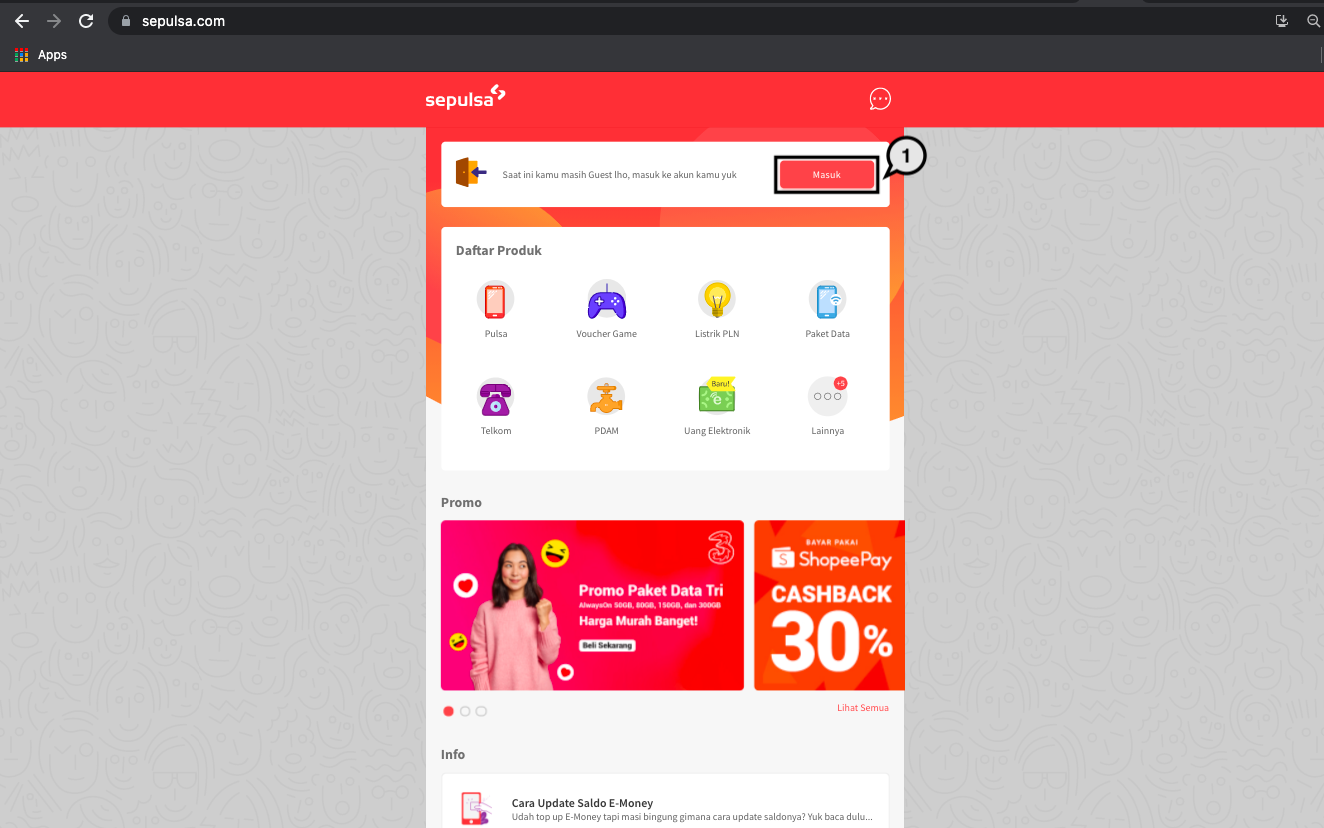 sepulsa.com
Apps
sepulsa
Saat ini kamu masih Guest lho, masuk ke akun kamu yuk
Masuk
1
Daftar Produk
Pulsa
Voucher Game
Listrik PLN
Paket Data
Baru!
e
+5
Telkom
PDAM
Uang Elektronik
Lainnya
Promo
3
Promo Paket Data Tri
AlwaysOn 50GB, 80GB, 150GB, dan 300GB
Harga Murah Banget!
Beli Sekarang
BAYAR PAKAI
S ShopeePay
CASHBACK
30%
Lihat Semua
Info
Cara Update Saldo E-Money
Udah top up E-Money tapi masi bingung gimana cara update saldonya? Yuk baca dulu...